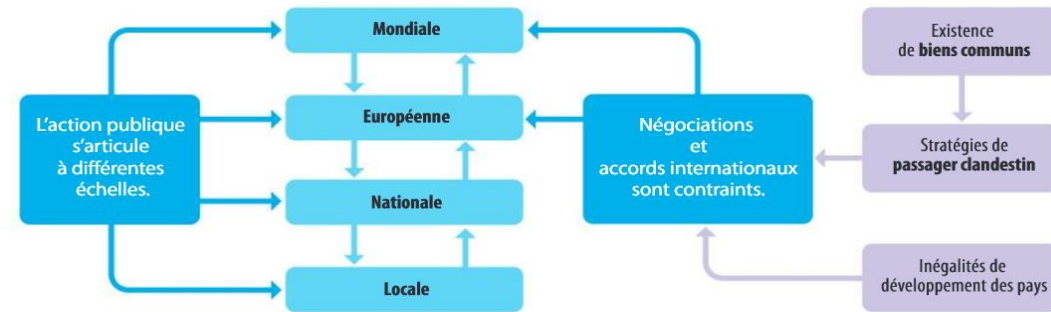 L'action publique
s'articule
à différentes
échelles.
Mondiale
Européenne
Nationale
Locale
Négociations
et
accords internationaux
sont contraints.
Existence
de biens communs
Stratégies de
passager clandestin
Inégalités de
développement des pays